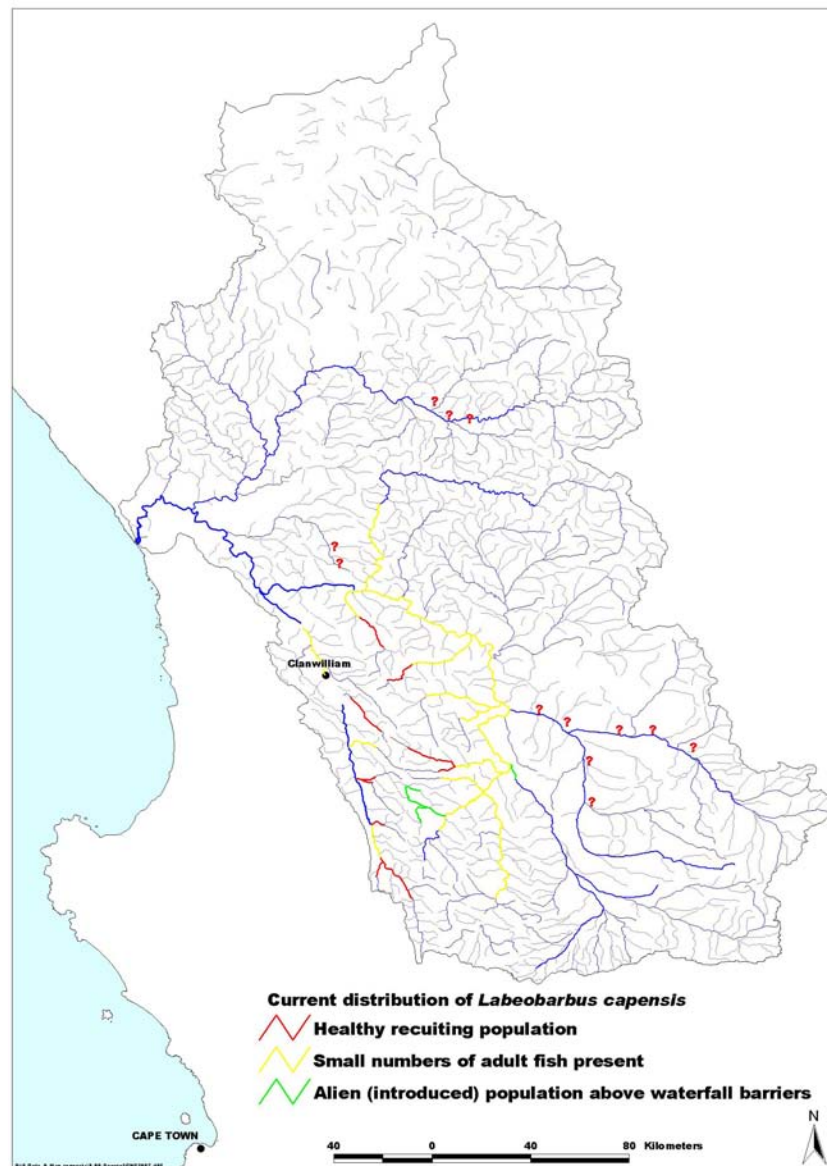 ? ? ?
? ?
Clanwilliam
? ? ? ? ?
?
?
Current distribution of Labeobarbus capensis
Healthy recuiting population
Small numbers of adult fish present
Alien (introduced) population above waterfall barriers
CAPE TOWN
N
40 0 40 80 Kilometers